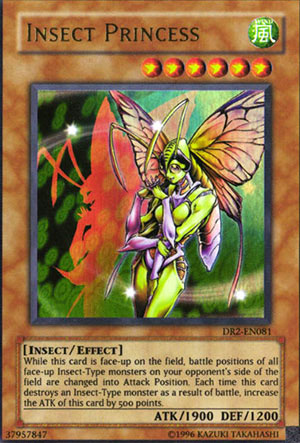 INSECT PRINCESS
WIND
風
DR2-EN081
[INSECT/EFFECT]
While this card is face-up on the field, battle positions of all
face-up Insect-Type monsters on your opponent's side of the
field are changed into Attack Position. Each time this card
destroys an Insect-Type monster as a result of battle, increase
the ATK of this card by 500 points.
ATK/1900 DEF/1200
37957847
©1996 KAZUKI TAKAHASHI